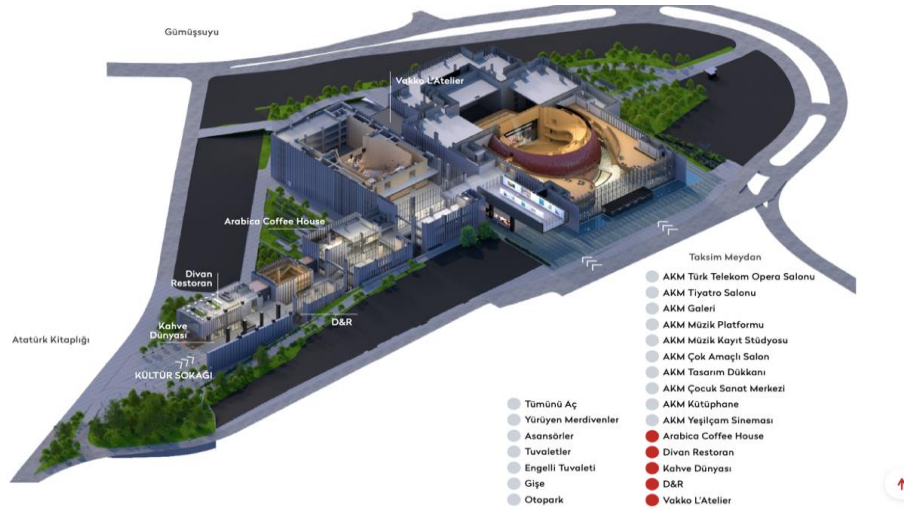 Gümüşsuyu
Vakko L'Atelier
Arabica Coffee House
Divan
Restoran
D&R
Kahve
Dünyası
Atatürk Kitaplığı
KÜLTÜR SOKAĞI
Taksim Meydan
AKM Türk Telekom Opera Salonu
AKM Tiyatro Salonu
AKM Galeri
AKM Müzik Platformu
AKM Müzik Kayıt Stüdyosu
AKM Çok Amaçlı Salon
AKM Tasarım Dükkanı
AKM Çocuk Sanat Merkezi
AKM Kütüphane
AKM Yeşilçam Sineması
Arabica Coffee House
Divan Restoran
Kahve Dünyası
D&R
Vakko L'Atelier
Tümünü Aç
Yürüyen Merdivenler
Asansörler
Tuvaletler
Engelli Tuvaleti
Gişe
Otopark